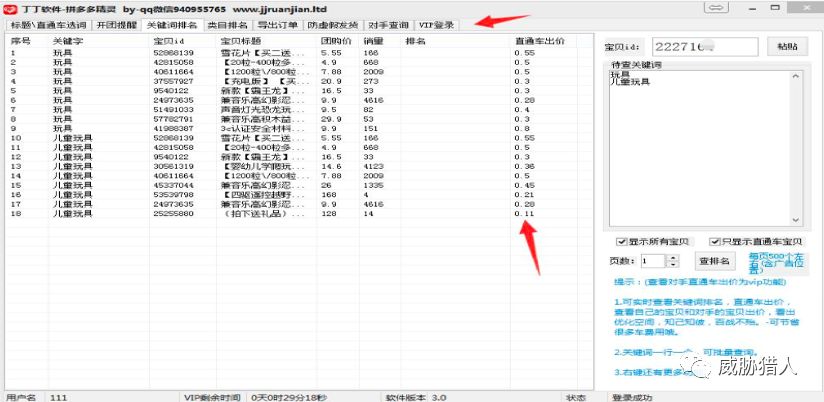 丁丁软件-拼多多精灵 by-qq微信940955765 www.jjruanjian.ltd
标题\直通车选词 开团提醒 关键词排名 类目排名 导出订单 防虚假发货 对手查询 VIP登录
序号 关键字 宝贝id 宝贝标题 团购价 销量 排名 直通车出价
1 玩具 52868139 雪花片【买二送... 5.55 166 0.55
2 玩具 42815058 【20粒-400粒多... 4.9 668 0.5
3 玩具 40611664 【1200粒\/800粒... 7.88 2009 0.5
4 玩具 37557927 【充电版】【买... 20.9 273 0.3
5 玩具 9540122 新款【霸王龙】... 16.5 33 0.3
6 玩具 24973635 兼音乐高幻影忍... 9.9 4616 0.28
7 玩具 51491033 声音灯光恐龙玩... 9.5 82 0.4
8 玩具 57782791 兼音乐高积木益... 29.9 53 0.3
9 玩具 41988387 3c认证安全材料... 9.9 151 0.8
10 儿童玩具 52868139 雪花片【买二送... 5.55 166 0.55
11 儿童玩具 42815058 【20粒-400粒多... 4.9 668 0.5
12 儿童玩具 9540122 新款【霸王龙】... 16.5 33 0.3
13 儿童玩具 30561319 【婴幼儿学爬玩... 14.6 4123 0.36
14 儿童玩具 40611664 【1200粒\/800粒... 7.88 2009 0.5
15 儿童玩具 45337044 兼音乐高幻影忍... 26 1335 0.45
16 儿童玩具 53539798 【四驱遥控越野... 168 4 0.21
17 儿童玩具 24973635 兼音乐高幻影忍... 9.9 4616 0.28
18 儿童玩具 25255880 （拍下送礼品）... 128 14 0.11
宝贝id: 222716 粘贴
待查关键词
玩具
儿童玩具
显示所有宝贝 只显示直通车宝贝
页数: 1 查排名 每页500个左右(含广告位置)
提示：(查看对手直通车出价为vip功能)
1.可实时查看关键词排名，直通车出价，
查看自己的宝贝和对手的宝贝出价，看出
优化空间，知己知彼，百战不殆。-可节省
很多车费用哦。
2.关键词一行一个，可批量查询。
3.右键还有更多
威胁猎人
用户名 111 VIP剩余时间 0天0时29分18秒 软件版本 3.0 状态 登录成功